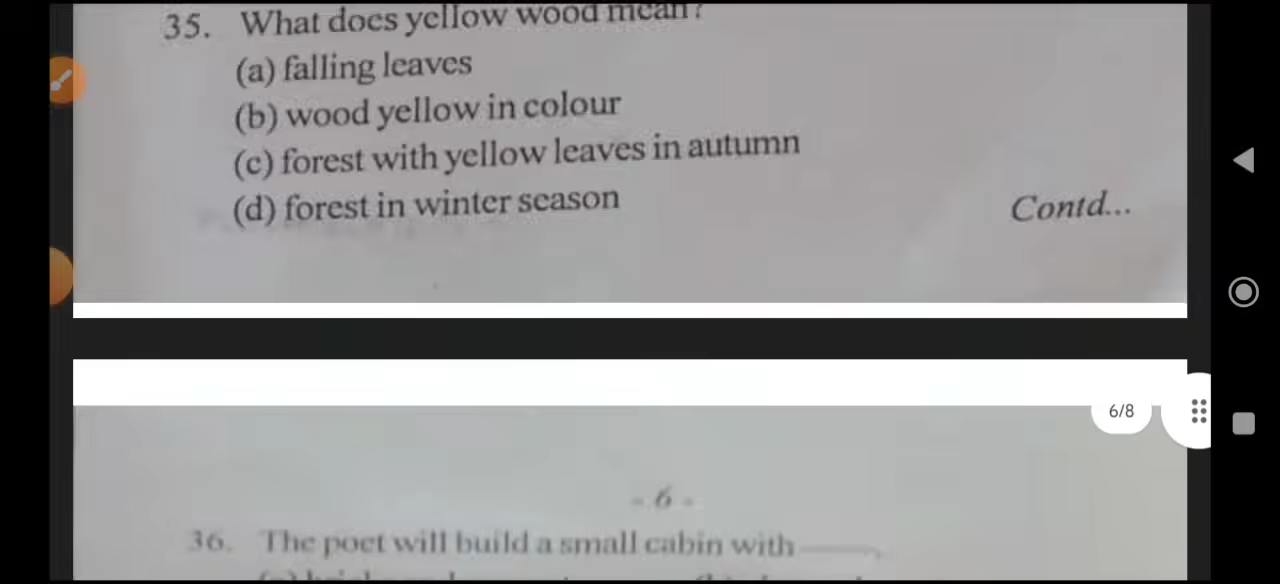 35. What does yellow wood mean?
(a) falling leaves
(b) wood yellow in colour
(c) forest with yellow leaves in autumn
(d) forest in winter season
Contd...
6/8
- 6 -
36. The poet will build a small cabin with